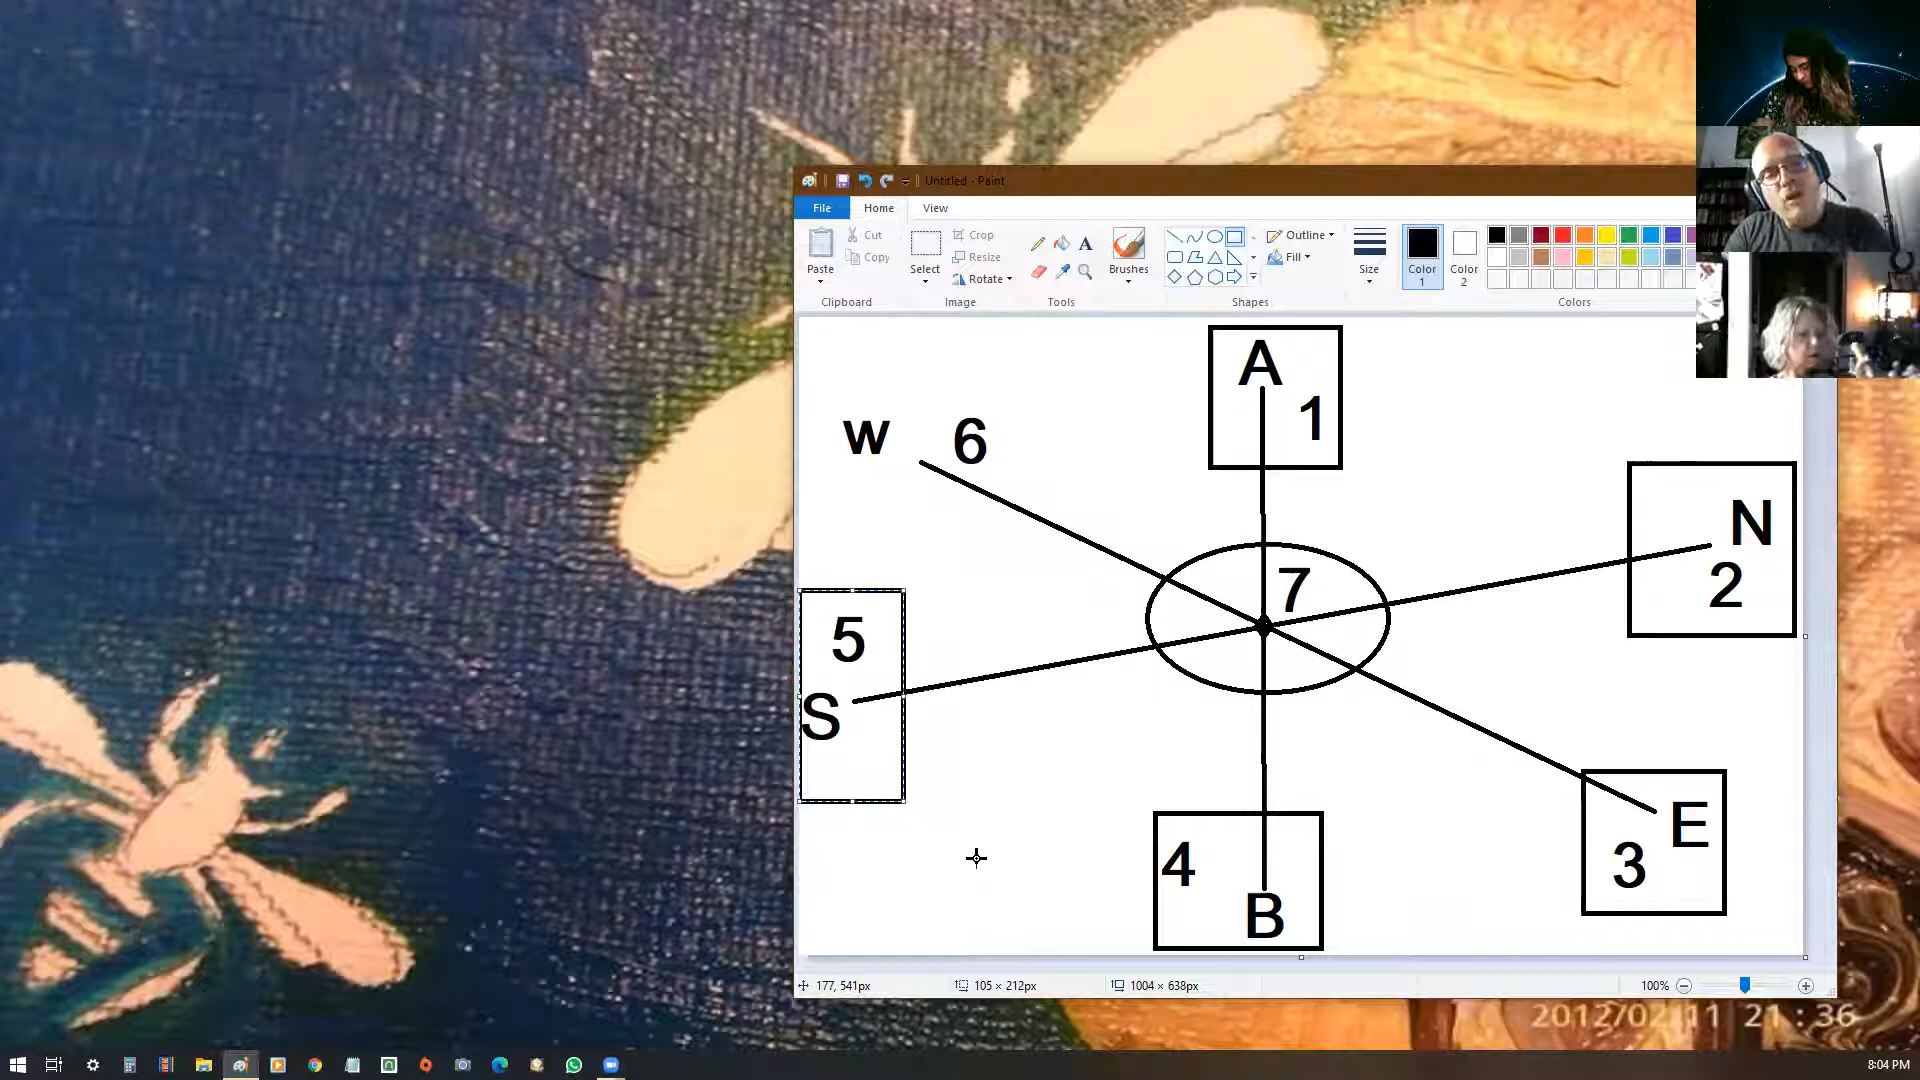 Untitled - Paint
File Home View
Paste
Cut
Copy
Clipboard
Select
Crop
Resize
Rotate
Image
A
Tools
Brushes
Shapes
Outline
Fill
Size
Color 1
Color 2
Colors
A
1
W 6
N
2
7
5
S
E
3
4
B
177, 541px
105 × 212px
1004 × 638px
100%
2012/02/11 21:36
8:04 PM